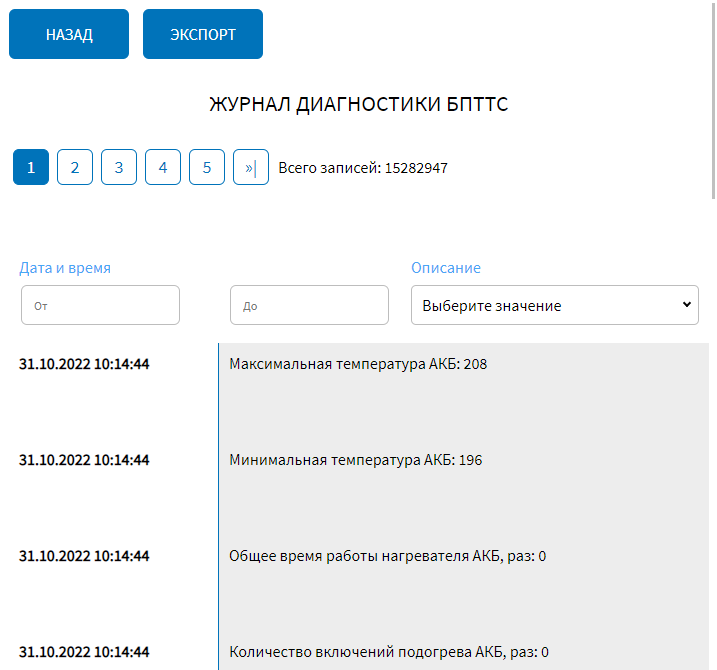 НАЗАД ЭКСПОРТ
ЖУРНАЛ ДИАГНОСТИКИ БПТТС
1 2 3 4 5 »| Всего записей: 15282947
Дата и время Описание
От До Выберите значение
31.10.2022 10:14:44 Максимальная температура АКБ: 208
31.10.2022 10:14:44 Минимальная температура АКБ: 196
31.10.2022 10:14:44 Общее время работы нагревателя АКБ, раз: 0
31.10.2022 10:14:44 Количество включений подогрева АКБ, раз: 0